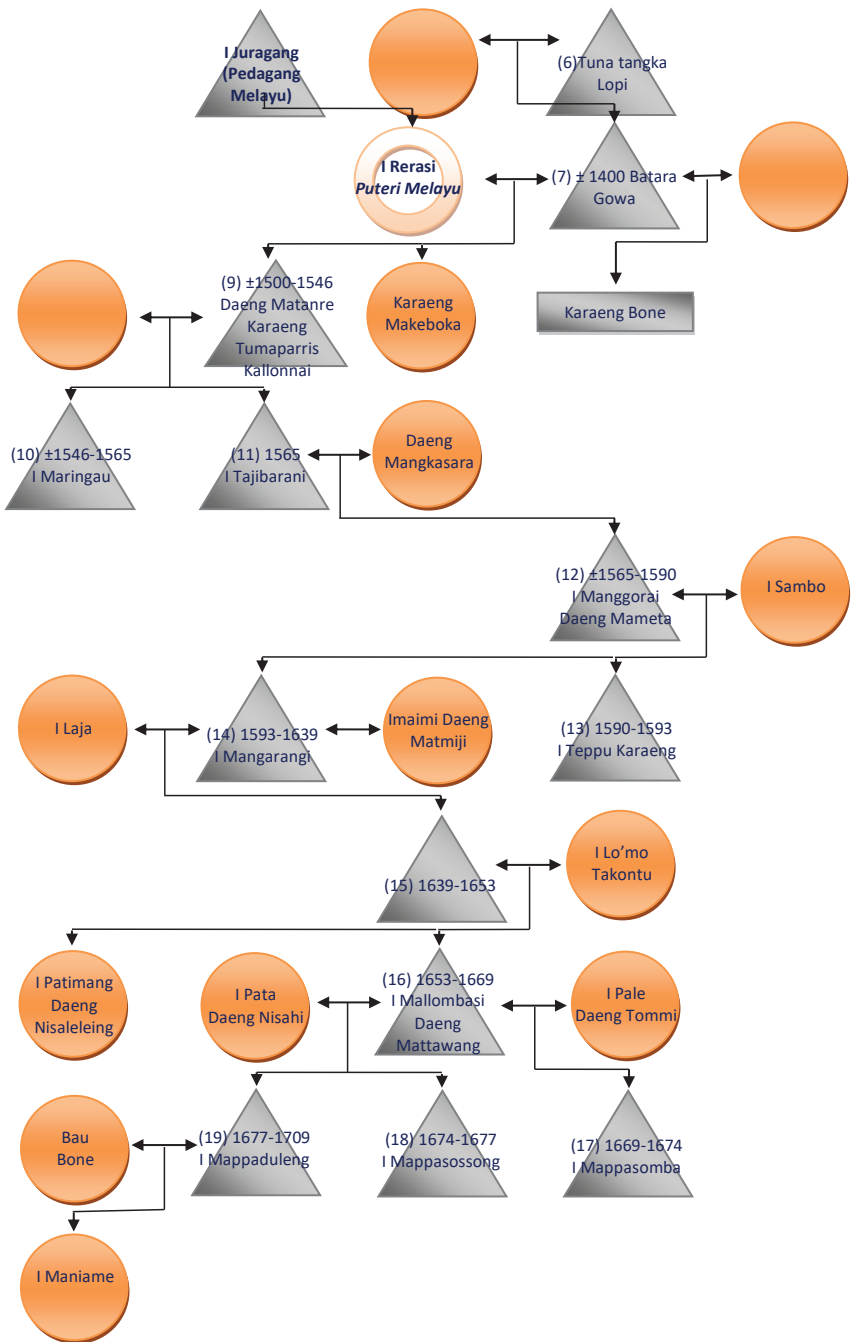 I Juragang
(Pedagang
Melayu)
(6)Tuna tangka
Lopi
I Rerasi
Puteri Melayu
(7) ± 1400 Batara
Gowa
(9) ±1500-1546
Daeng Matanre
Karaeng
Tumaparris
Kallonnai
Karaeng
Makeboka
Karaeng Bone
(10) ±1546-1565
I Maringau
(11) 1565
I Tajibarani
Daeng
Mangkasara
(12) ±1565-1590
I Manggorai
Daeng Mameta
I Sambo
I Laja
(14) 1593-1639
I Mangarangi
Imaimi Daeng
Matmiji
(13) 1590-1593
I Teppu Karaeng
(15) 1639-1653
I Lo’mo
Takontu
I Patimang
Daeng
Nisaleleing
I Pata
Daeng Nisahi
(16) 1653-1669
I Mallombasi
Daeng
Mattawang
I Pale
Daeng Tommi
Bau
Bone
(19) 1677-1709
I Mappaduleng
(18) 1674-1677
I Mappasossong
(17) 1669-1674
I Mappasomba
I Maniame